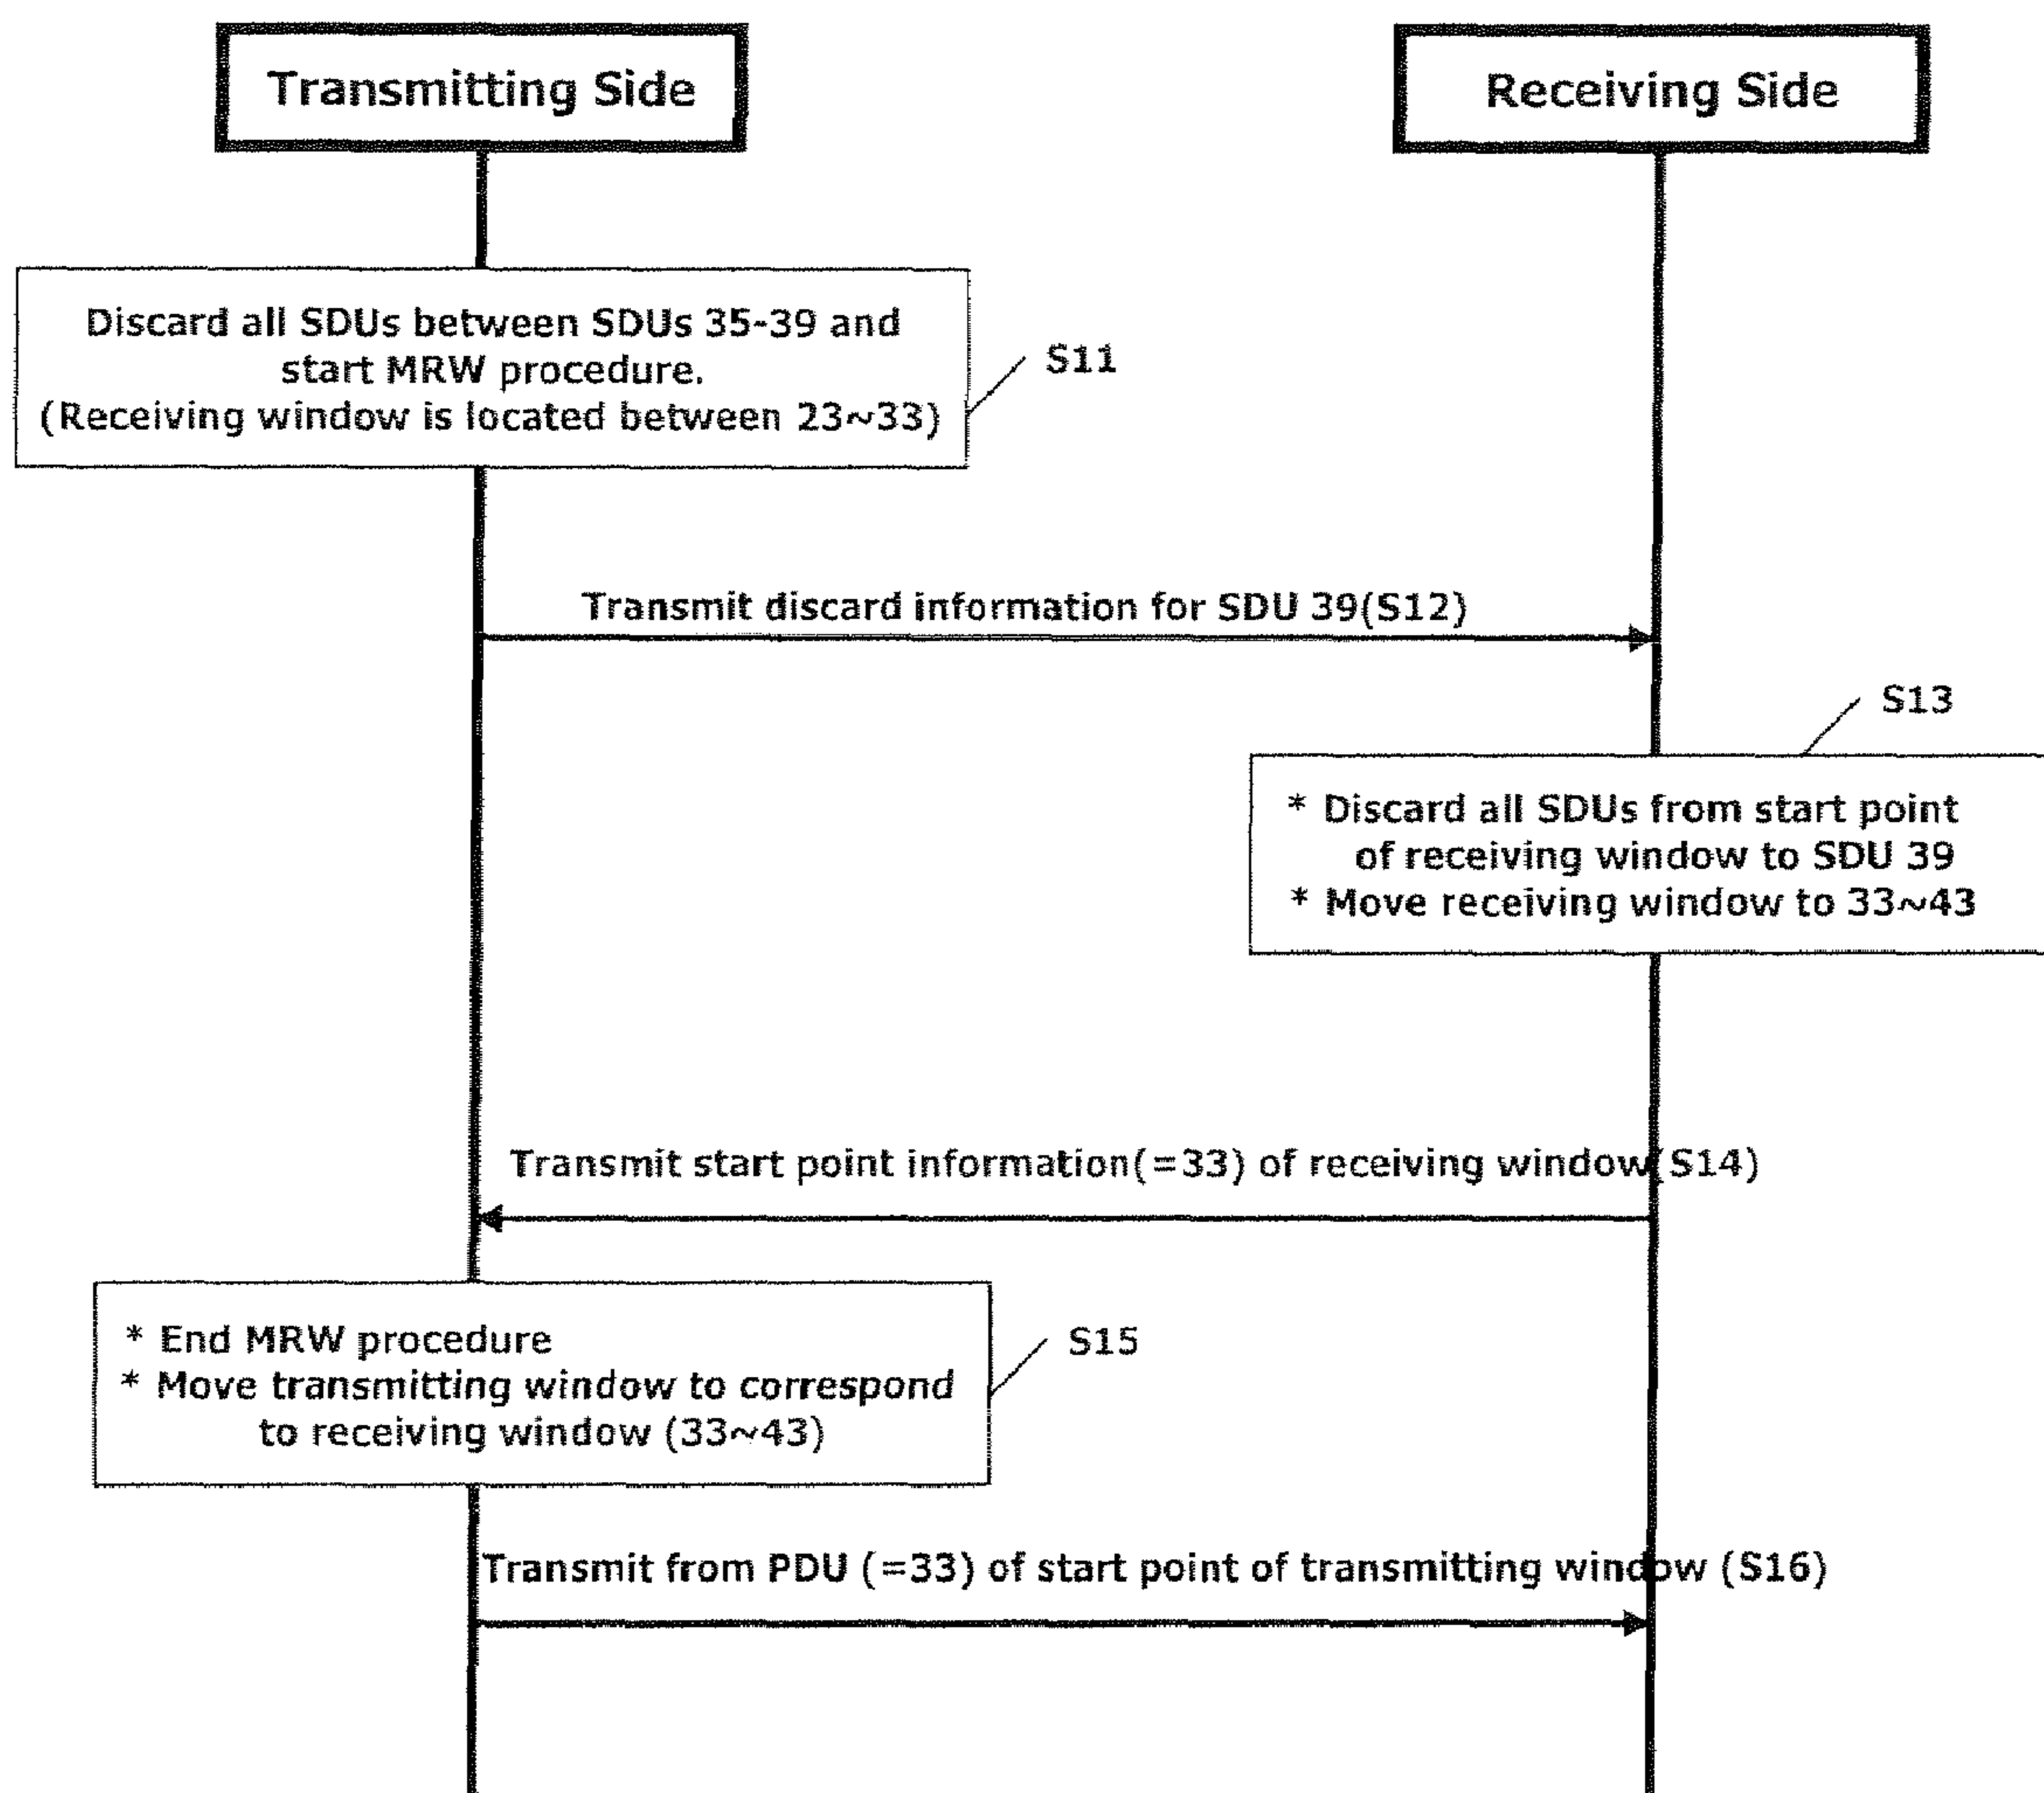 Transmitting Side
Receiving Side
Discard all SDUs between SDUs 35-39 and
start MRW procedure.
(Receiving window is located between 23~33)
S11
Transmit discard information for SDU 39(S12)
S13
* Discard all SDUs from start point
of receiving window to SDU 39
* Move receiving window to 33~43
Transmit start point information(=33) of receiving window(S14)
* End MRW procedure
* Move transmitting window to correspond
to receiving window (33~43)
S15
Transmit from PDU (=33) of start point of transmitting window (S16)